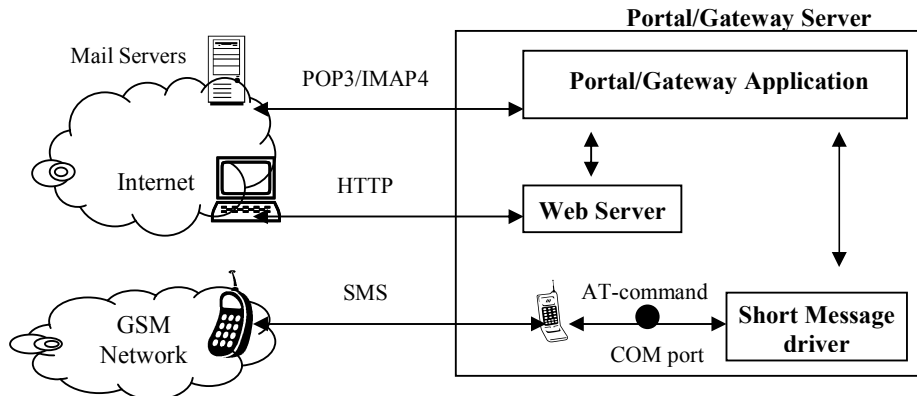 Portal/Gateway Server
Mail Servers
POP3/IMAP4
Portal/Gateway Application
Internet
HTTP
Web Server
SMS
AT-command
GSM
Network
COM port
Short Message
driver